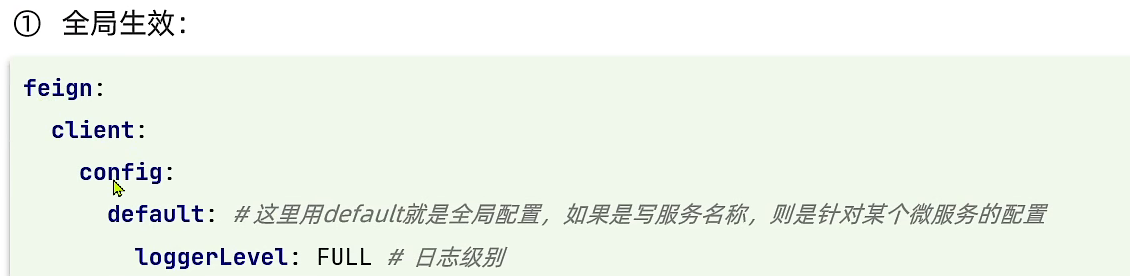 ① 全局生效：
feign:
client:
config:
default: #这里用default就是全局配置，如果是写服务名称，则是针对某个微服务的配置
loggerLevel: FULL # 日志级别